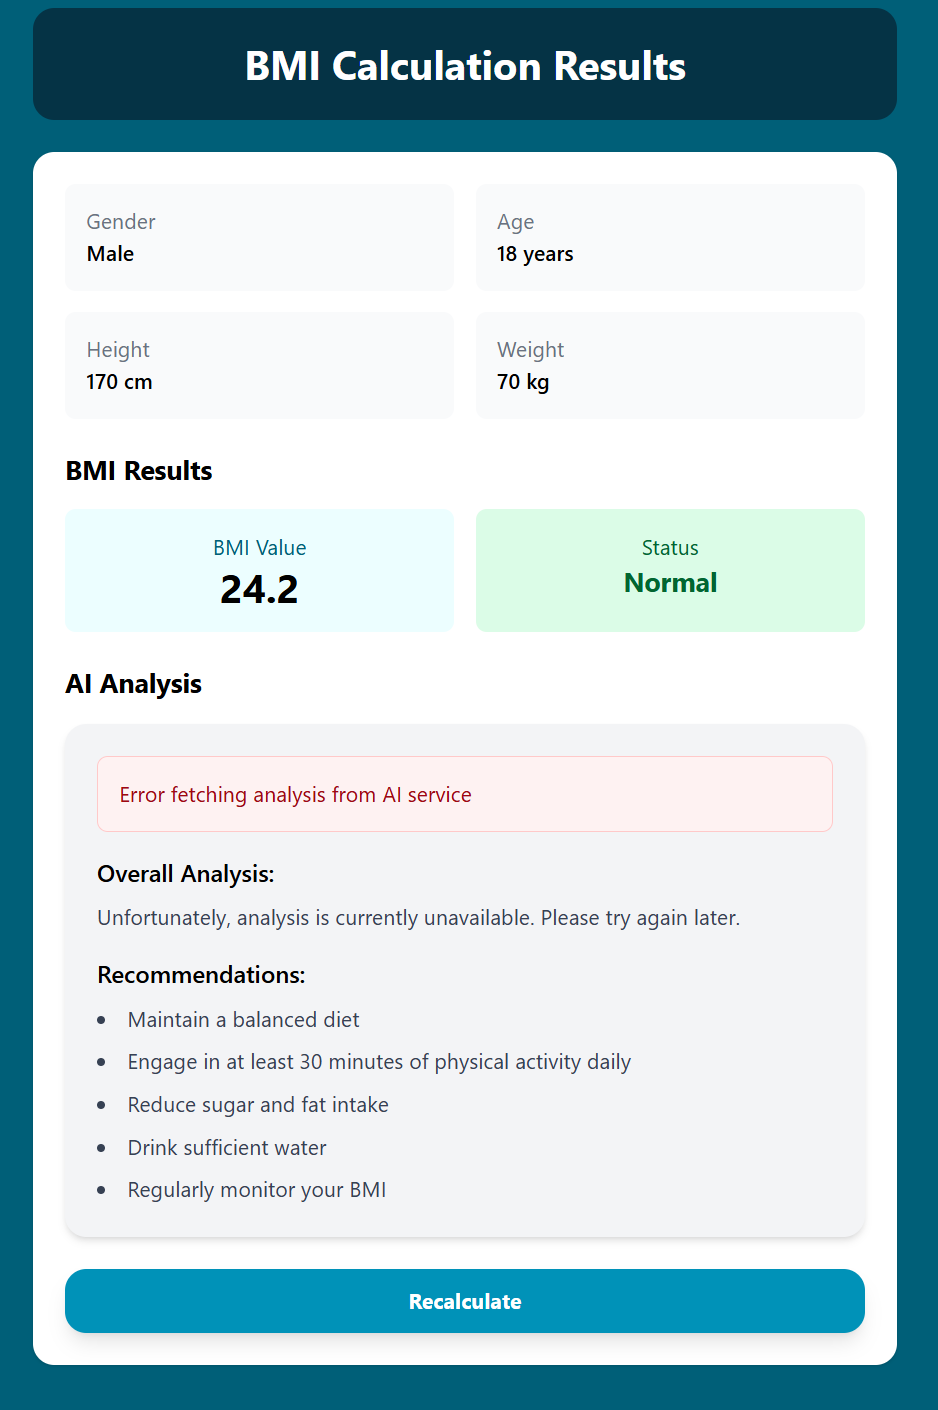 BMI Calculation Results
Gender
Male
Age
18 years
Height
170 cm
Weight
70 kg
BMI Results
BMI Value
24.2
Status
Normal
AI Analysis
Error fetching analysis from AI service
Overall Analysis:
Unfortunately, analysis is currently unavailable. Please try again later.
Recommendations:
Maintain a balanced diet
Engage in at least 30 minutes of physical activity daily
Reduce sugar and fat intake
Drink sufficient water
Regularly monitor your BMI
Recalculate